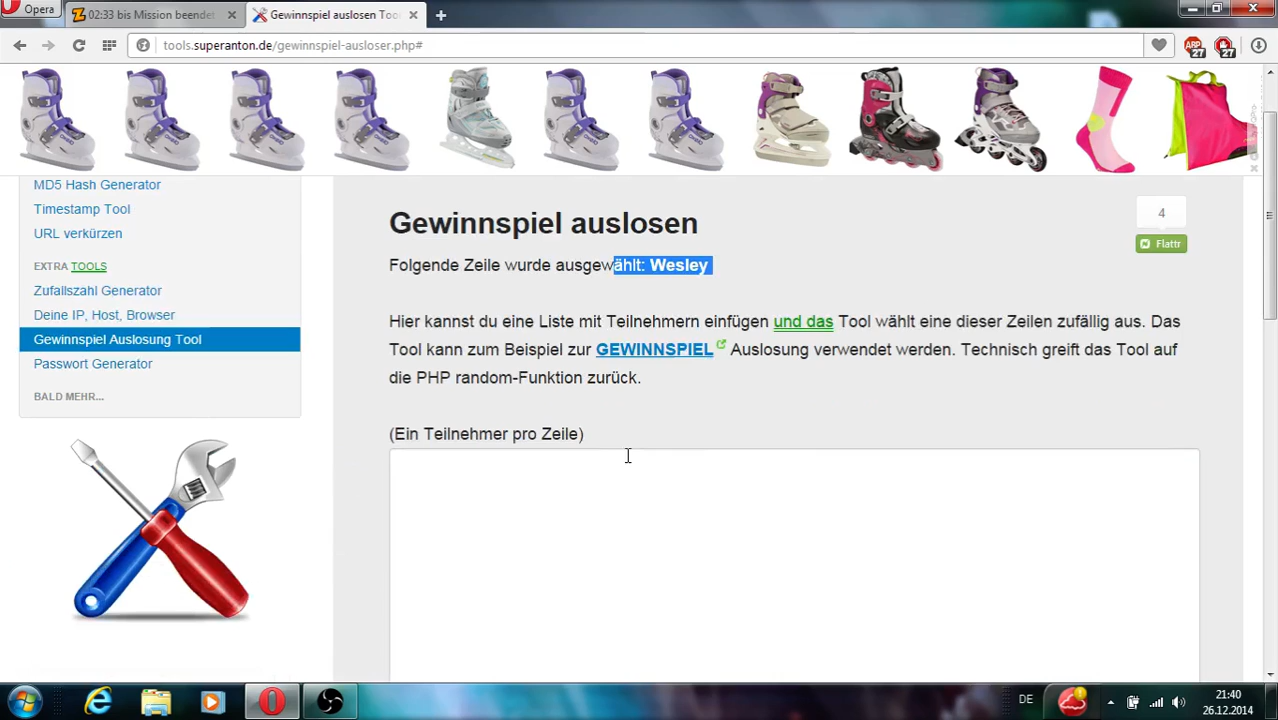 Opera
02:33 bis Mission beendet
Gewinnspiel auslosen Too
tools.superanton.de/gewinnspiel-ausloser.php#
ABP
27
27
MD5 Hash Generator
Timestamp Tool
URL verkürzen
EXTRA TOOLS
Zufallszahl Generator
Deine IP, Host, Browser
Gewinnspiel Auslosung Tool
Passwort Generator
BALD MEHR...
Gewinnspiel auslosen
4
Flattr
Folgende Zeile wurde ausgewählt: Wesley
Hier kannst du eine Liste mit Teilnehmern einfügen und das Tool wählt eine dieser Zeilen zufällig aus. Das
Tool kann zum Beispiel zur GEWINNSPIEL Auslosung verwendet werden. Technisch greift das Tool auf
die PHP random-Funktion zurück.
(Ein Teilnehmer pro Zeile)
DE
21:40
26.12.2014